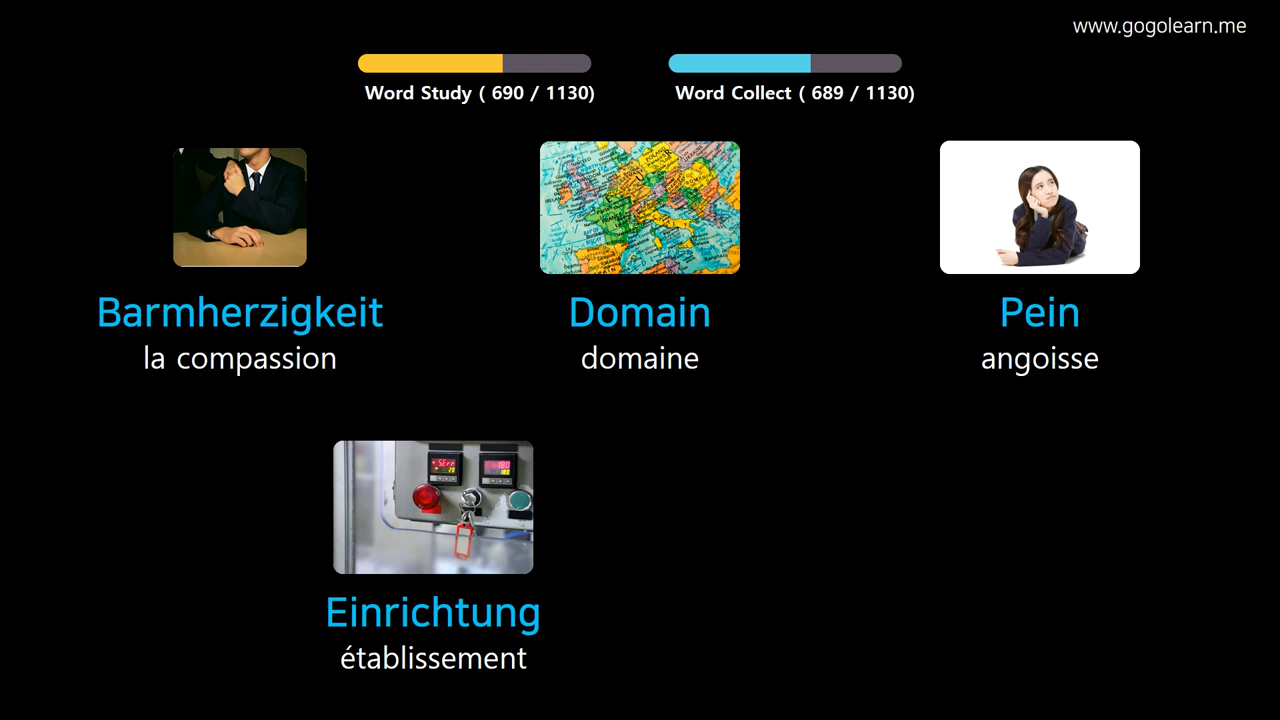 www.gogolearn.me
Word Study ( 690 / 1130)
Word Collect ( 689 / 1130)
Barmherzigkeit
la compassion
Domain
domaine
Pein
angoisse
Einrichtung
établissement